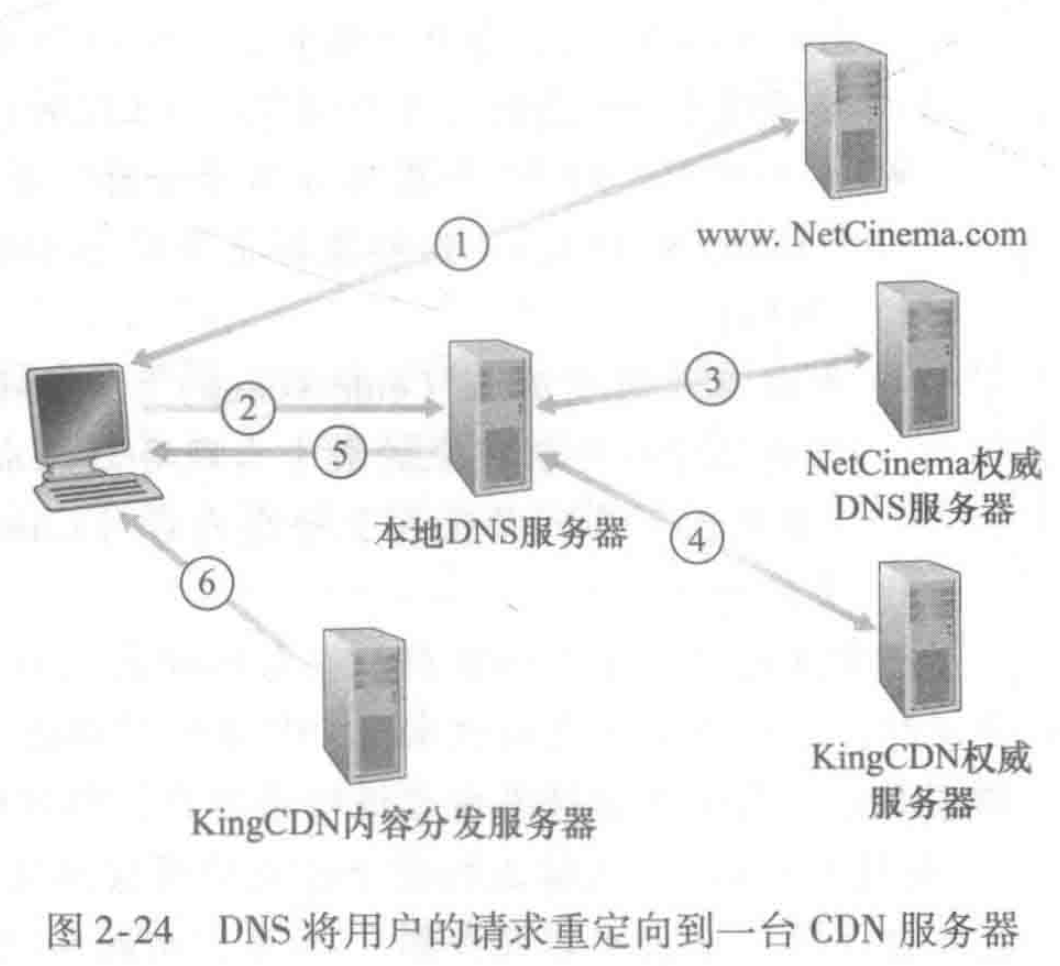 www. NetCinema.com
①
②
③
NetCinema权威
DNS服务器
⑤
本地DNS服务器
④
⑥
KingCDN权威
服务器
KingCDN内容分发服务器
图 2-24 DNS 将用户的请求重定向到一台 CDN 服务器